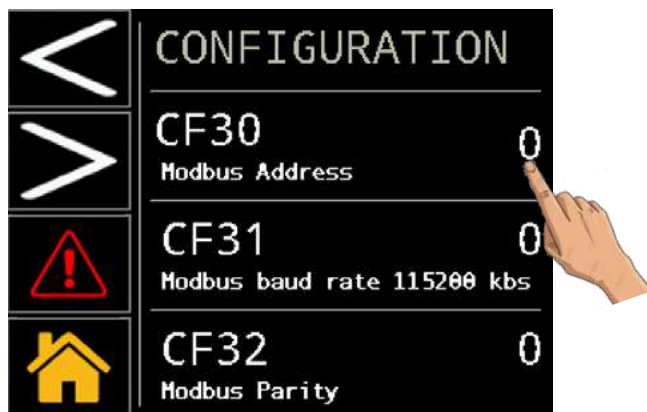 CONFIGURATION
CF30 0
Modbus Address
CF31 0
Modbus baud rate 115200 kbs
CF32 0
Modbus Parity